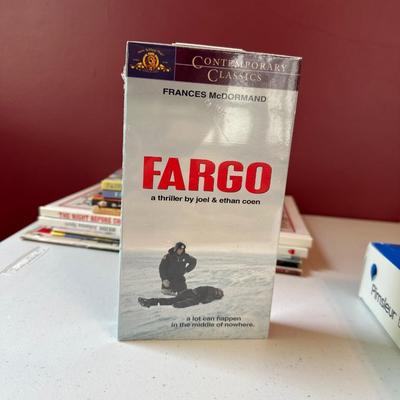 CONTEMPORARY
CLASSICS
FRANCES McDORMAND
FARGO
a thriller by joel & ethan coen
a lot can happen
in the middle of nowhere.
THE NIGHT BEFORE
Pimsleur